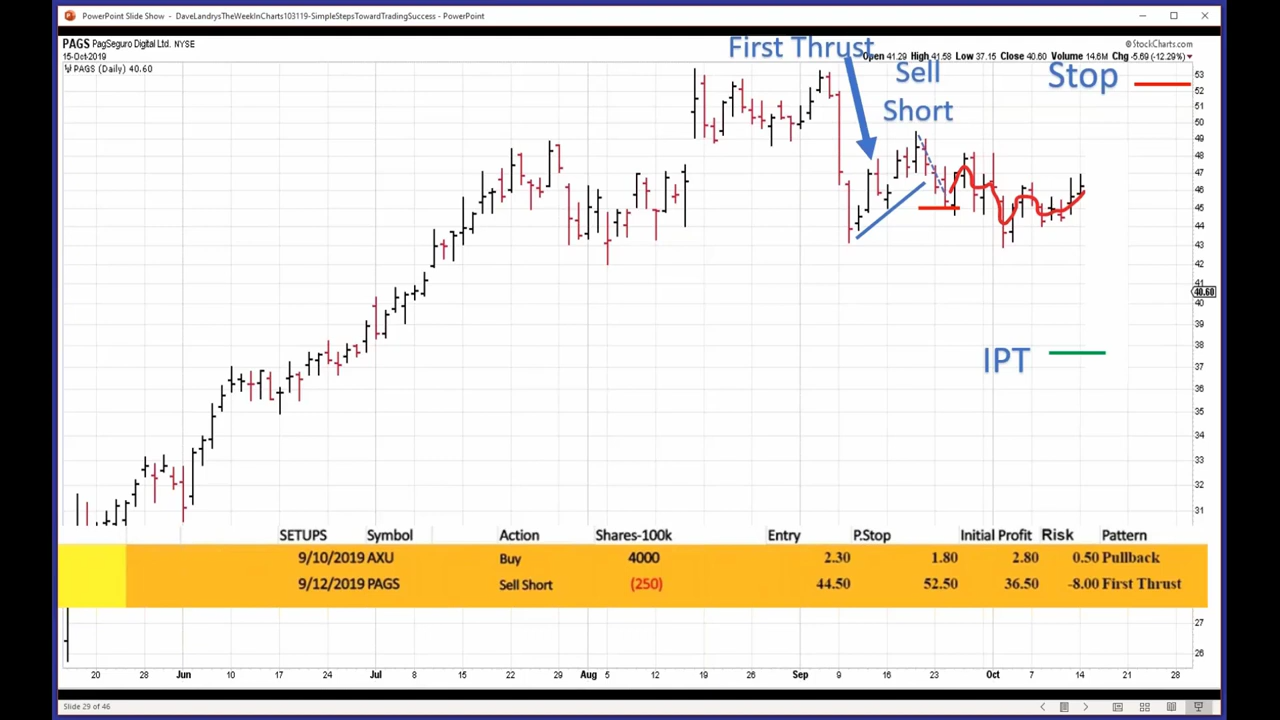 PowerPoint Slide Show - DaveLandrysTheWeekInCharts103119-SimpleStepsTowardTradingSuccess - PowerPoint
PAGS PagSeguro Digital Ltd. NYSE
© StockCharts.com
15-Oct-2019
Open 41.29 High 41.58 Low 37.15 Close 40.60 Volume 14.6M Chg -5.69 (-12.29%)
PAGS (Daily) 40.60
First Thrust
Sell
Short
Stop
IPT
53
52
51
50
49
48
47
46
45
44
43
42
41
40.60
40
39
38
37
36
35
34
33
32
31
SETUPS Symbol Action Shares-100k Entry P.Stop Initial Profit Risk Pattern
9/10/2019 AXU Buy 4000 2.30 1.80 2.80 0.50 Pullback
9/12/2019 PAGS Sell Short (250) 44.50 52.50 36.50 -8.00 First Thrust
27
26
20 28 Jun 10 17 24 Jul 8 15 22 Aug 5 12 19 26 Sep 9 16 23 Oct 7 14 21 28
Slide 29 of 46